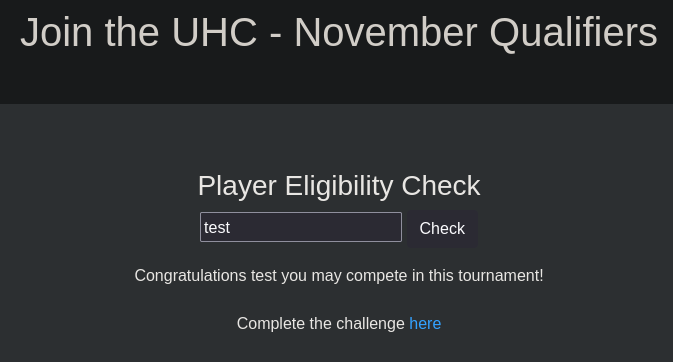 Join the UHC - November Qualifiers
Player Eligibility Check
test
Check
Congratulations test you may compete in this tournament!
Complete the challenge here